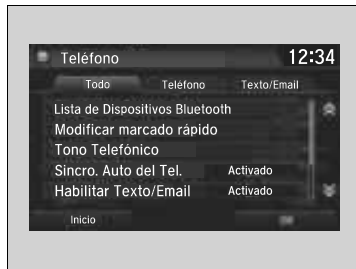 Teléfono 12:34
Todo Teléfono Texto/Email
Lista de Dispositivos Bluetooth
Modificar marcado rápido
Tono Telefónico
Sincro. Auto del Tel. Activado
Habilitar Texto/Email Activado
Inicio